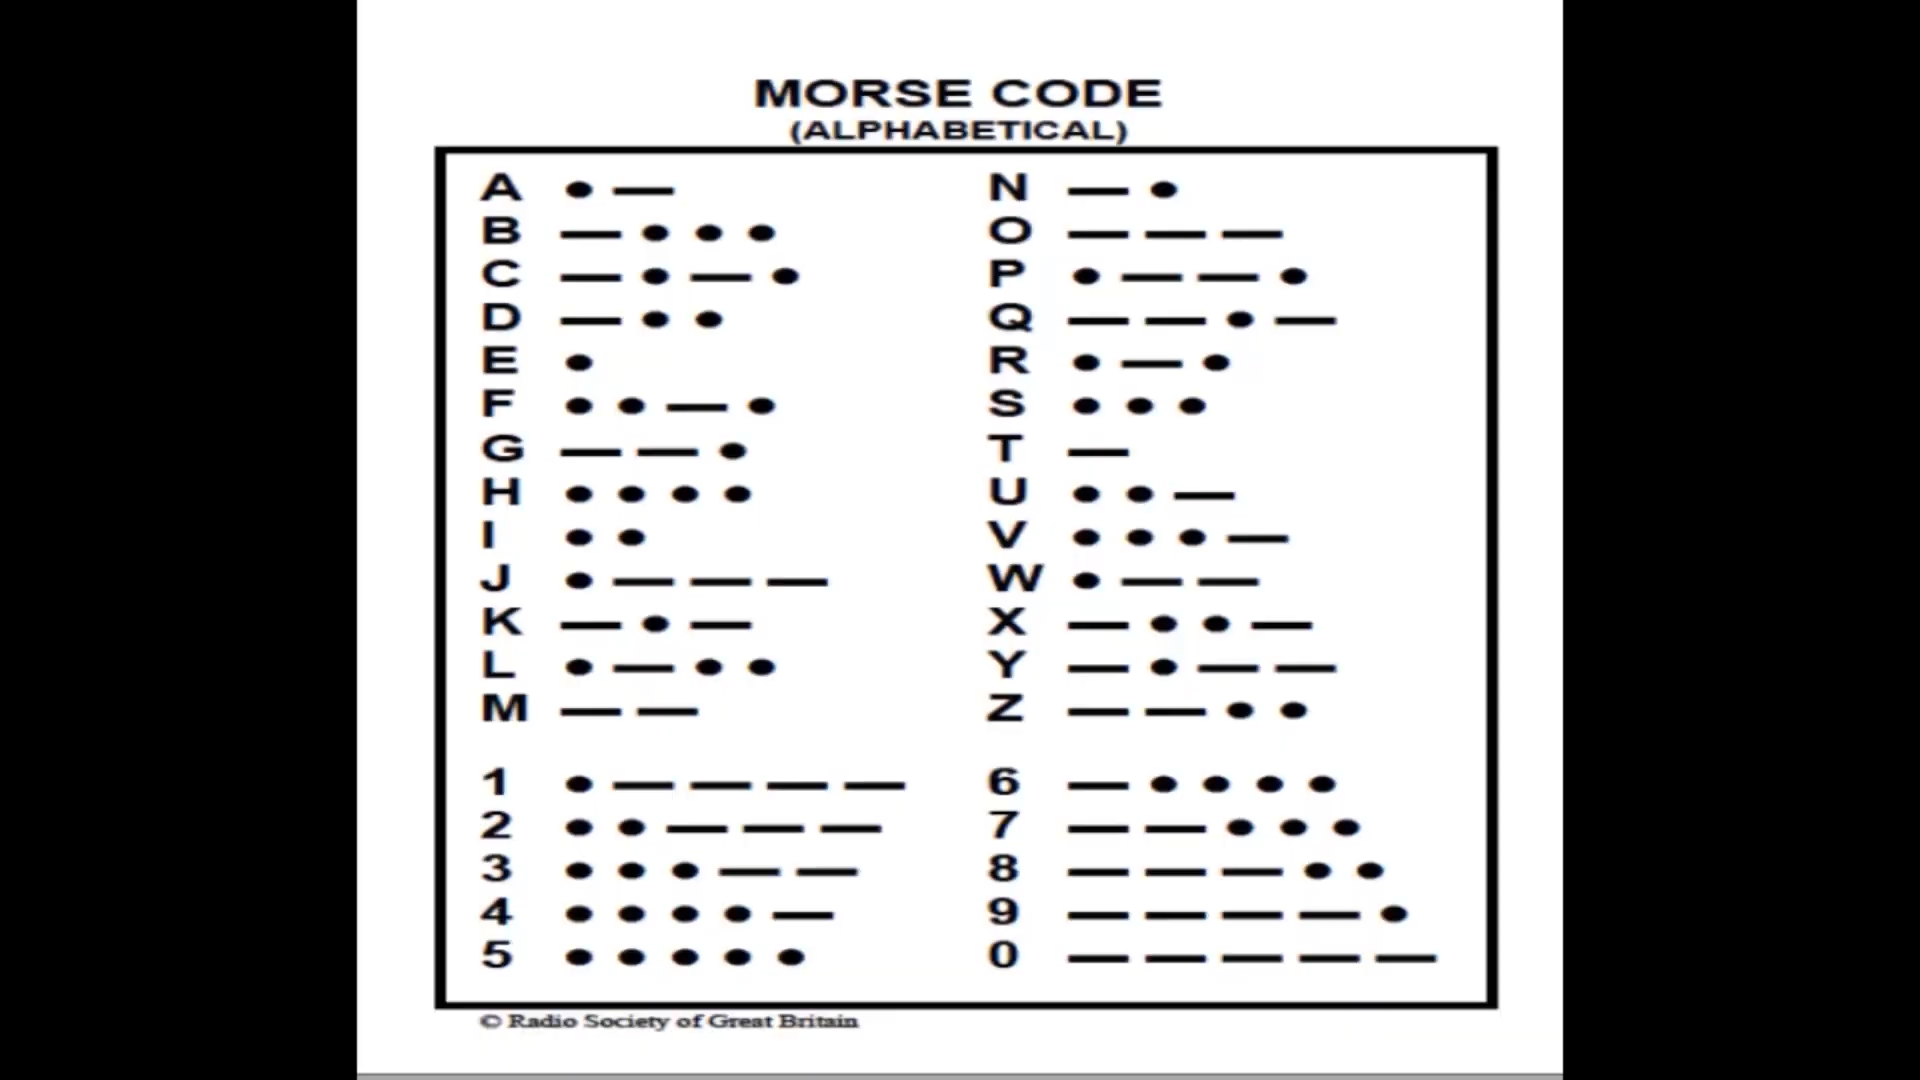 MORSE CODE
(ALPHABETICAL)
A • — N — •
B — • • • O — — —
C — • — • P • — — •
D — • • Q — — • —
E • R • — •
F • • — • S • • •
G — — • T —
H • • • • U • • —
I • • V • • • —
J • — — — W • — —
K — • — X — • • —
L • — • • Y — • — —
M — — Z — — • •
1 • — — — — 6 — • • • •
2 • • — — — 7 — — • • •
3 • • • — — 8 — — — • •
4 • • • • — 9 — — — — •
5 • • • • • 0 — — — — —
© Radio Society of Great Britain